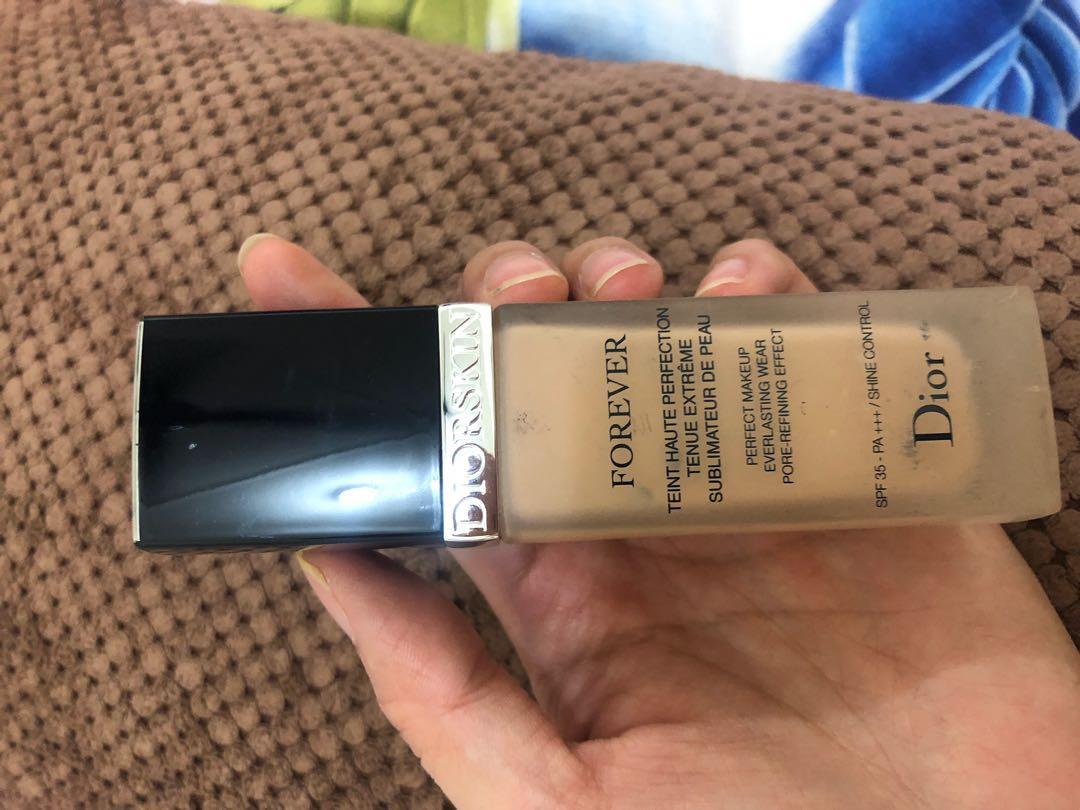 DIORSKIN
FOREVER
TEINT HAUTE PERFECTION
TENUE EXTRÊME
SUBLIMATEUR DE PEAU
PERFECT MAKEUP
EVERLASTING WEAR
PORE-REFINING EFFECT
SPF 35 - PA +++ / SHINE CONTROL
Dior